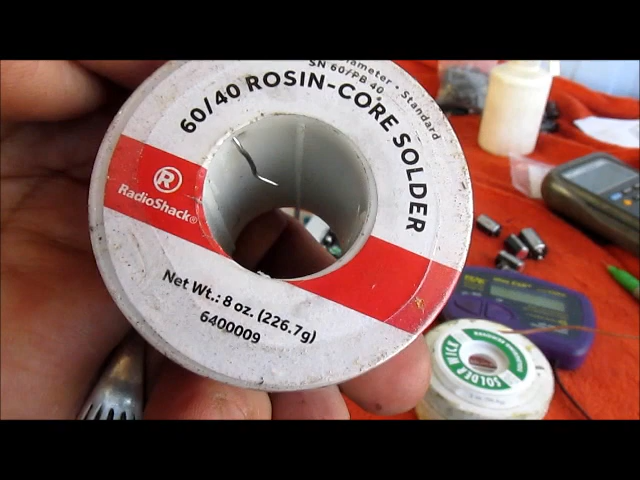 Diameter • Standard
SN 60/PB 40
60/40 ROSIN-CORE SOLDER
R
RadioShack®
Net Wt.: 8 oz. (226.7g)
6400009
SOLDER WICK